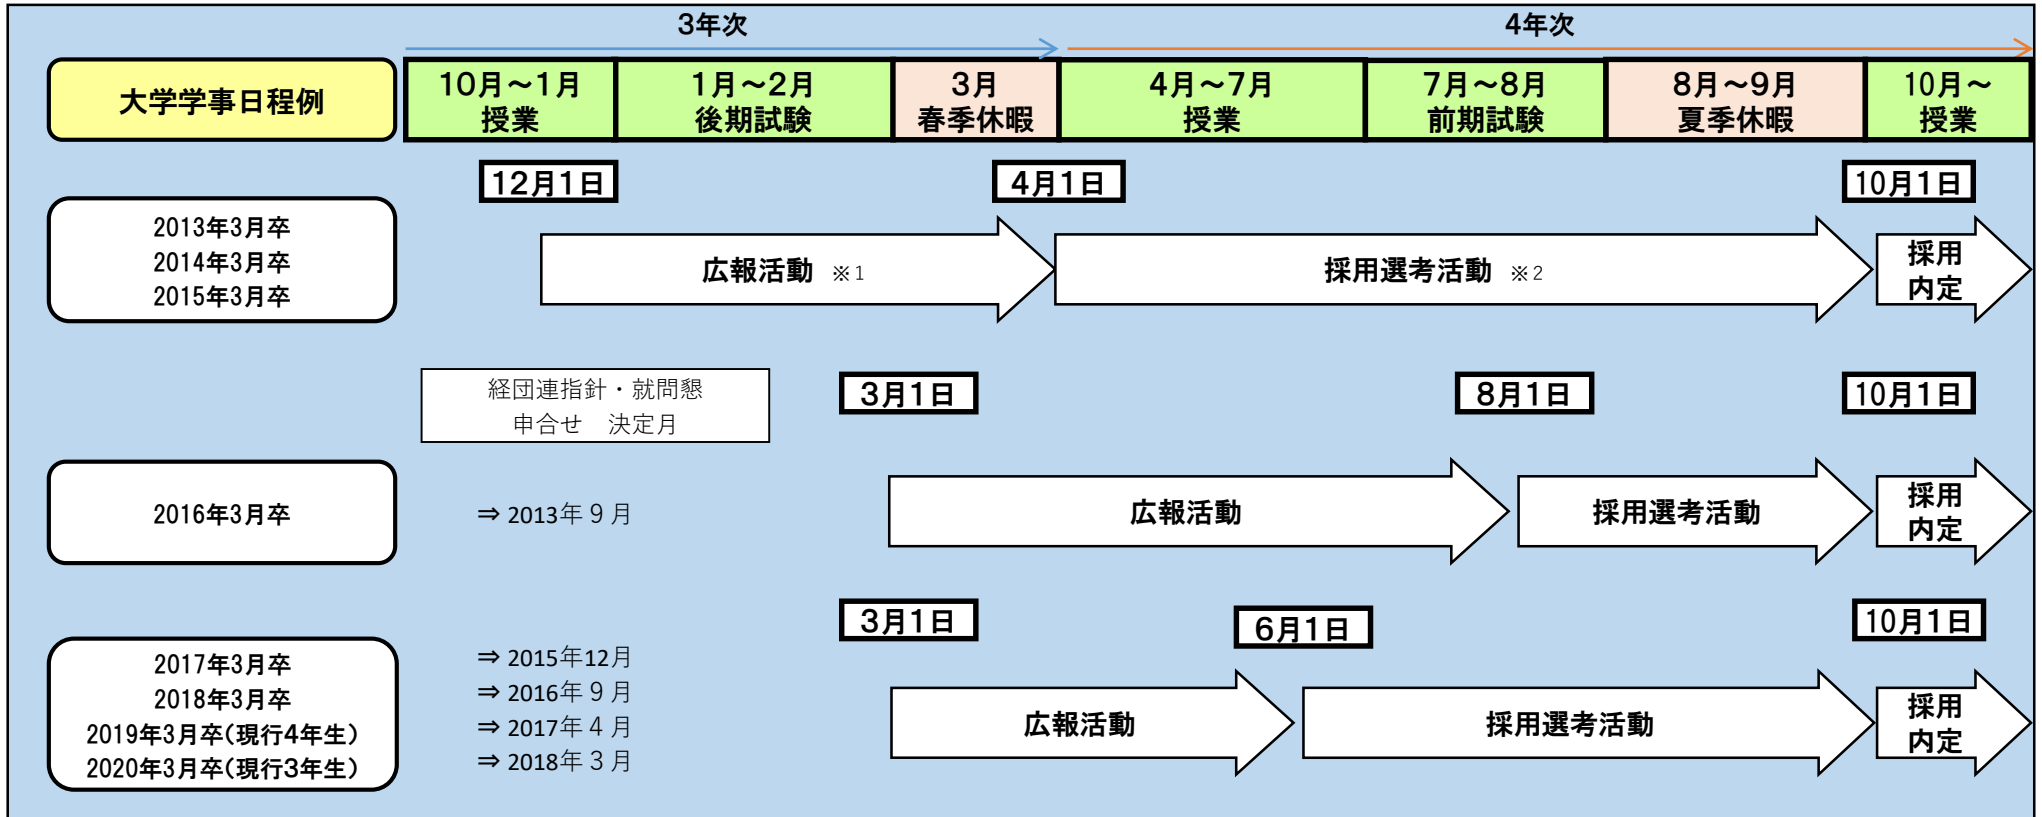 3年次
4年次
大学学事日程例
10月～1月
授業
1月～2月
後期試験
3月
春季休暇
4月～7月
授業
7月～8月
前期試験
8月～9月
夏季休暇
10月～
授業
12月1日
4月1日
10月1日
2013年3月卒
2014年3月卒
2015年3月卒
広報活動 ※1
採用選考活動 ※2
採用
内定
経団連指針・就問懇
申合せ 決定月
3月1日
8月1日
10月1日
2016年3月卒
⇒ 2013年９月
広報活動
採用選考活動
採用
内定
3月1日
6月1日
10月1日
2017年3月卒
2018年3月卒
2019年3月卒(現行4年生)
2020年3月卒(現行3年生)
⇒ 2015年12月
⇒ 2016年９月
⇒ 2017年４月
⇒ 2018年３月
広報活動
採用選考活動
採用
内定